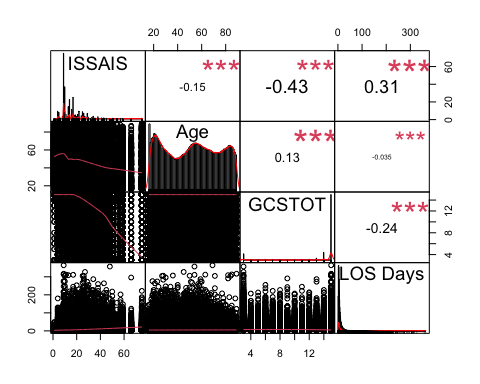 20 40 60 80
0 100 300
ISSAIS
***
-0.15
***
-0.43
***
0.31
0 20 60
20 60
Age
***
0.13
***
-0.035
GCSTOT
***
-0.24
4 8 12
0 200
LOS Days
0 20 40 60
4 8 12